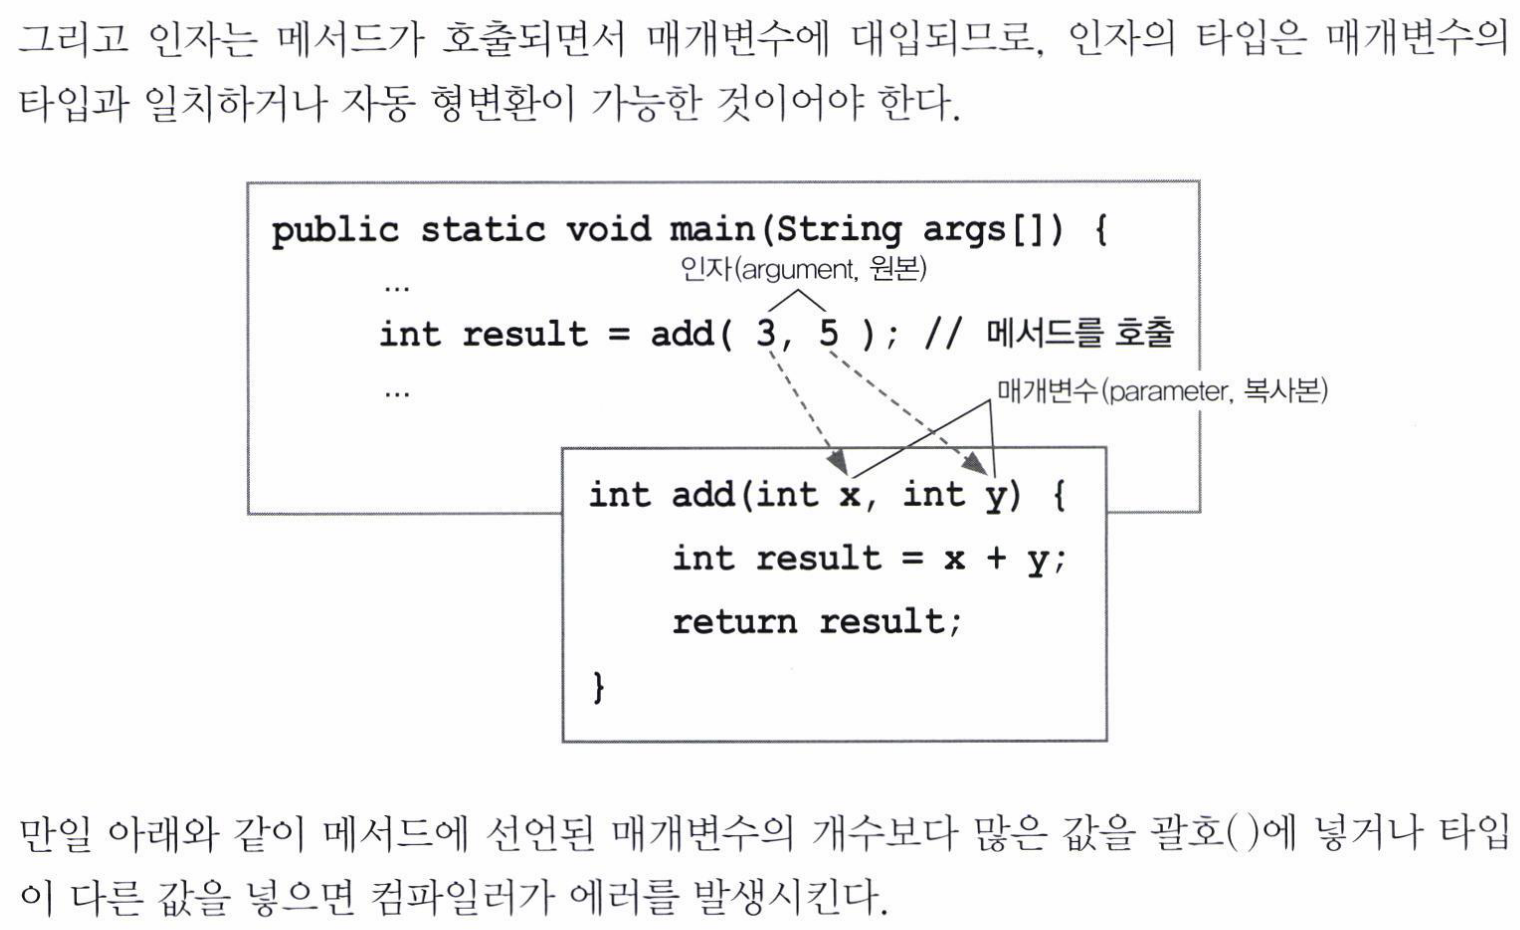 그리고 인자는 메서드가 호출되면서 매개변수에 대입되므로, 인자의 타입은 매개변수의
타입과 일치하거나 자동 형변환이 가능한 것이어야 한다.
public static void main(String args[]) {
인자(argument, 원본)
...
int result = add( 3, 5 ); // 메서드를 호출
...
매개변수(parameter, 복사본)
int add(int x, int y) {
int result = x + y;
return result;
}
만일 아래와 같이 메서드에 선언된 매개변수의 개수보다 많은 값을 괄호( )에 넣거나 타입
이 다른 값을 넣으면 컴파일러가 에러를 발생시킨다.